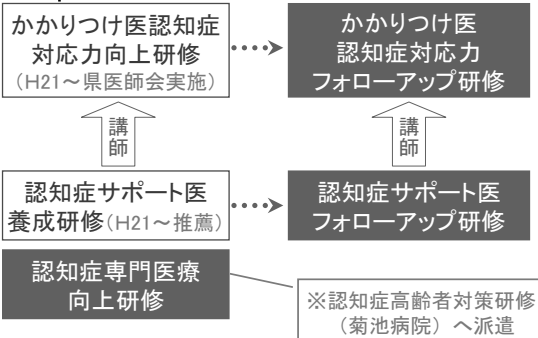 かかりつけ医認知症
対応力向上研修
（H21～県医師会実施）
かかりつけ医
認知症対応力
フォローアップ研修
講師
講師
認知症サポート医
養成研修（H21～推薦）
認知症サポート医
フォローアップ研修
認知症専門医療
向上研修
※認知症高齢者対策研修
（菊池病院）へ派遣